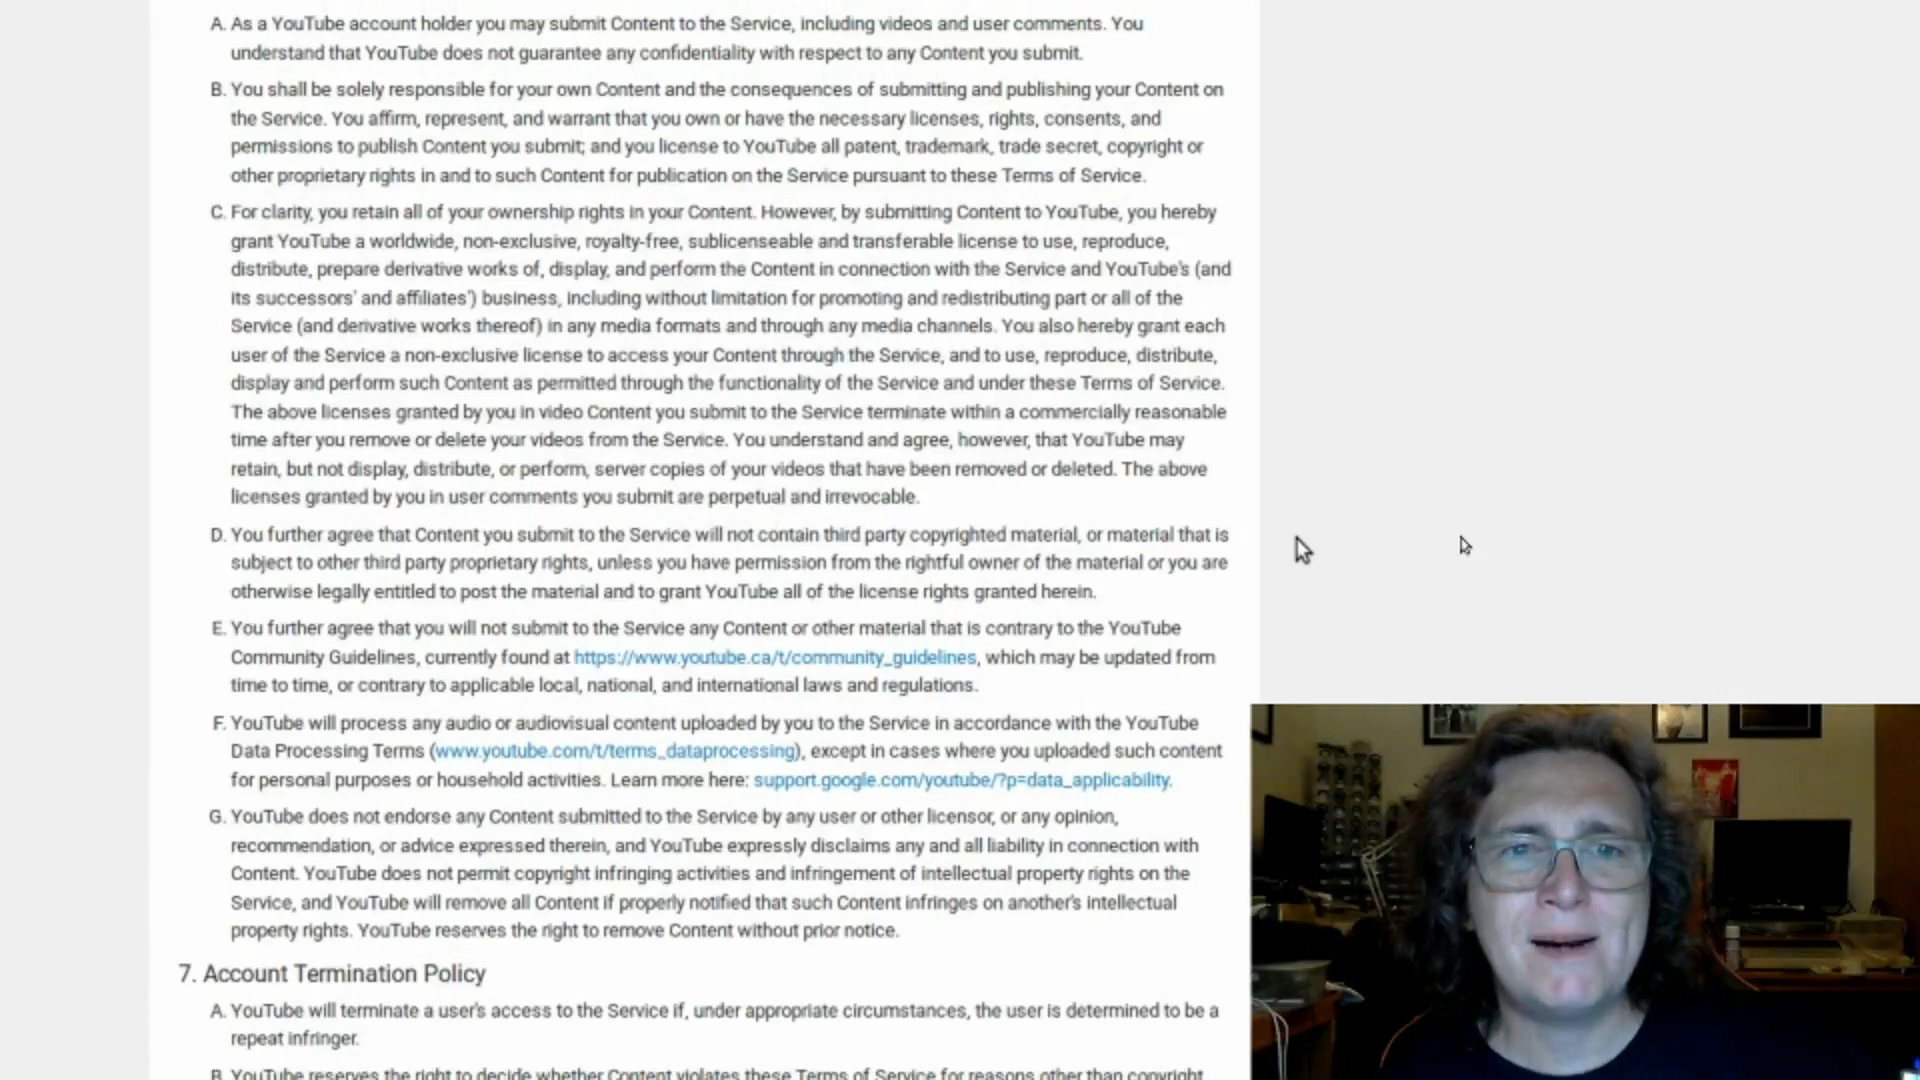 A. As a YouTube account holder you may submit Content to the Service, including videos and user comments. You
understand that YouTube does not guarantee any confidentiality with respect to any Content you submit.
B. You shall be solely responsible for your own Content and the consequences of submitting and publishing your Content on
the Service. You affirm, represent, and warrant that you own or have the necessary licenses, rights, consents, and
permissions to publish Content you submit; and you license to YouTube all patent, trademark, trade secret, copyright or
other proprietary rights in and to such Content for publication on the Service pursuant to these Terms of Service.
C. For clarity, you retain all of your ownership rights in your Content. However, by submitting Content to YouTube, you hereby
grant YouTube a worldwide, non-exclusive, royalty-free, sublicenseable and transferable license to use, reproduce,
distribute, prepare derivative works of, display, and perform the Content in connection with the Service and YouTube's (and
its successors' and affiliates') business, including without limitation for promoting and redistributing part or all of the
Service (and derivative works thereof) in any media formats and through any media channels. You also hereby grant each
user of the Service a non-exclusive license to access your Content through the Service, and to use, reproduce, distribute,
display and perform such Content as permitted through the functionality of the Service and under these Terms of Service.
The above licenses granted by you in video Content you submit to the Service terminate within a commercially reasonable
time after you remove or delete your videos from the Service. You understand and agree, however, that YouTube may
retain, but not display, distribute, or perform, server copies of your videos that have been removed or deleted. The above
licenses granted by you in user comments you submit are perpetual and irrevocable.
D. You further agree that Content you submit to the Service will not contain third party copyrighted material, or material that is
subject to other third party proprietary rights, unless you have permission from the rightful owner of the material or you are
otherwise legally entitled to post the material and to grant YouTube all of the license rights granted herein.
E. You further agree that you will not submit to the Service any Content or other material that is contrary to the YouTube
Community Guidelines, currently found at https://www.youtube.ca/t/community_guidelines, which may be updated from
time to time, or contrary to applicable local, national, and international laws and regulations.
F. YouTube will process any audio or audiovisual content uploaded by you to the Service in accordance with the YouTube
Data Processing Terms (www.youtube.com/t/terms_dataprocessing), except in cases where you uploaded such content
for personal purposes or household activities. Learn more here: support.google.com/youtube/?p=data_applicability.
G. YouTube does not endorse any Content submitted to the Service by any user or other licensor, or any opinion,
recommendation, or advice expressed therein, and YouTube expressly disclaims any and all liability in connection with
Content. YouTube does not permit copyright infringing activities and infringement of intellectual property rights on the
Service, and YouTube will remove all Content if properly notified that such Content infringes on another's intellectual
property rights. YouTube reserves the right to remove Content without prior notice.
7. Account Termination Policy
A. YouTube will terminate a user's access to the Service if, under appropriate circumstances, the user is determined to be a
repeat infringer.
B. YouTube reserves the right to decide whether Content violates these Terms of Service for reasons other than copyright